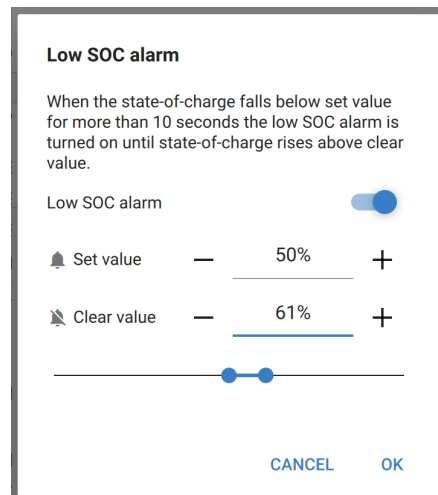 Low SOC alarm
When the state-of-charge falls below set value
for more than 10 seconds the low SOC alarm is
turned on until state-of-charge rises above clear
value.
Low SOC alarm
Set value — 50% +
Clear value — 61% +
CANCEL OK